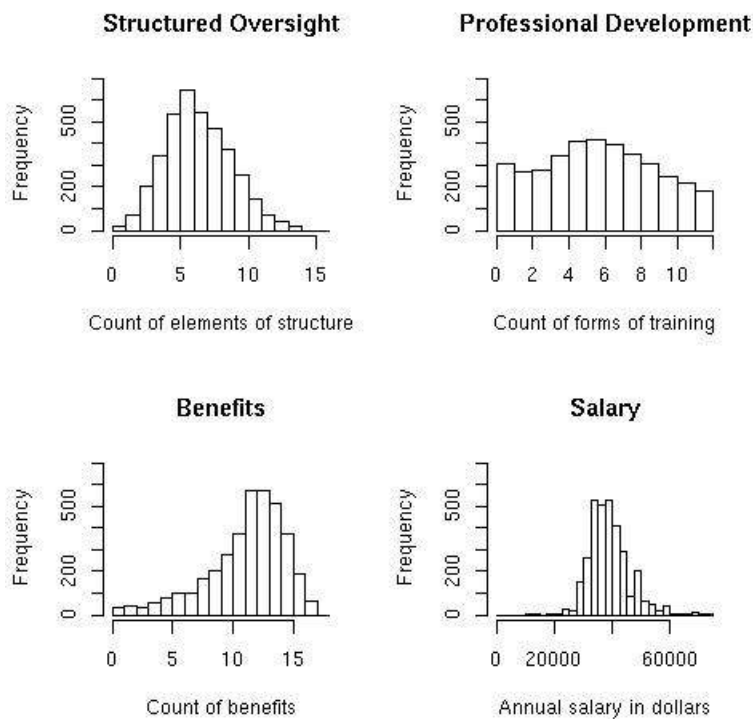 Structured Oversight
Frequency
0 200 500
0 5 10 15
Count of elements of structure
Professional Development
Frequency
0 200 500
0 2 4 6 8 10
Count of forms of training
Benefits
Frequency
0 200 500
0 5 10 15
Count of benefits
Salary
Frequency
0 200 500
0 20000 60000
Annual salary in dollars